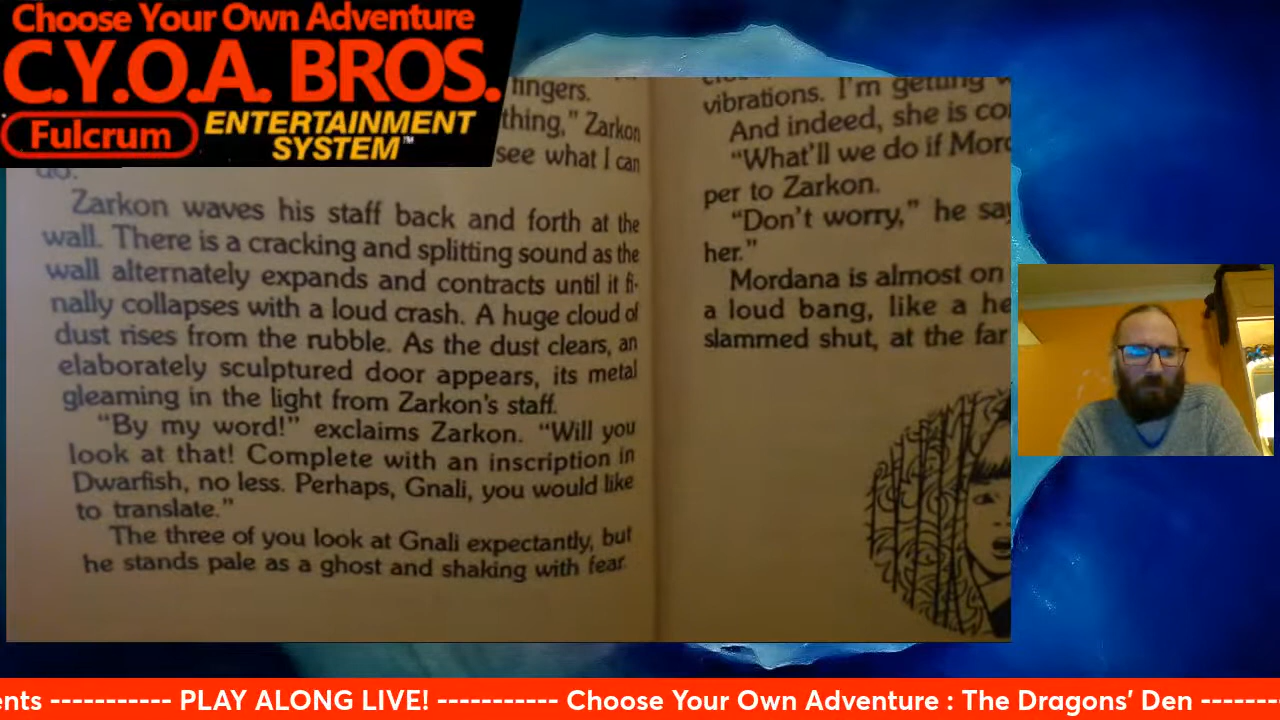 Choose Your Own Adventure
C.Y.O.A. BROS.
Fulcrum
ENTERTAINMENT
SYSTEM™
fingers.
thing," Zarkon
see what I can
do.
Zarkon waves his staff back and forth at the
wall. There is a cracking and splitting sound as the
wall alternately expands and contracts until it fi-
nally collapses with a loud crash. A huge cloud of
dust rises from the rubble. As the dust clears, an
elaborately sculptured door appears, its metal
gleaming in the light from Zarkon's staff.
"By my word!" exclaims Zarkon. "Will you
look at that! Complete with an inscription in
Dwarfish, no less. Perhaps, Gnali, you would like
to translate."
The three of you look at Gnali expectantly, but
he stands pale as a ghost and shaking with fear.
vibrations. I'm getting
And indeed, she is
"What'll we do if
per to Zarkon.
"Don't worry," he
her."
Mordana is almost on
a loud bang, like a
slammed shut, at the far
ents ----------- PLAY ALONG LIVE! ----------- Choose Your Own Adventure : The Dragons' Den -------